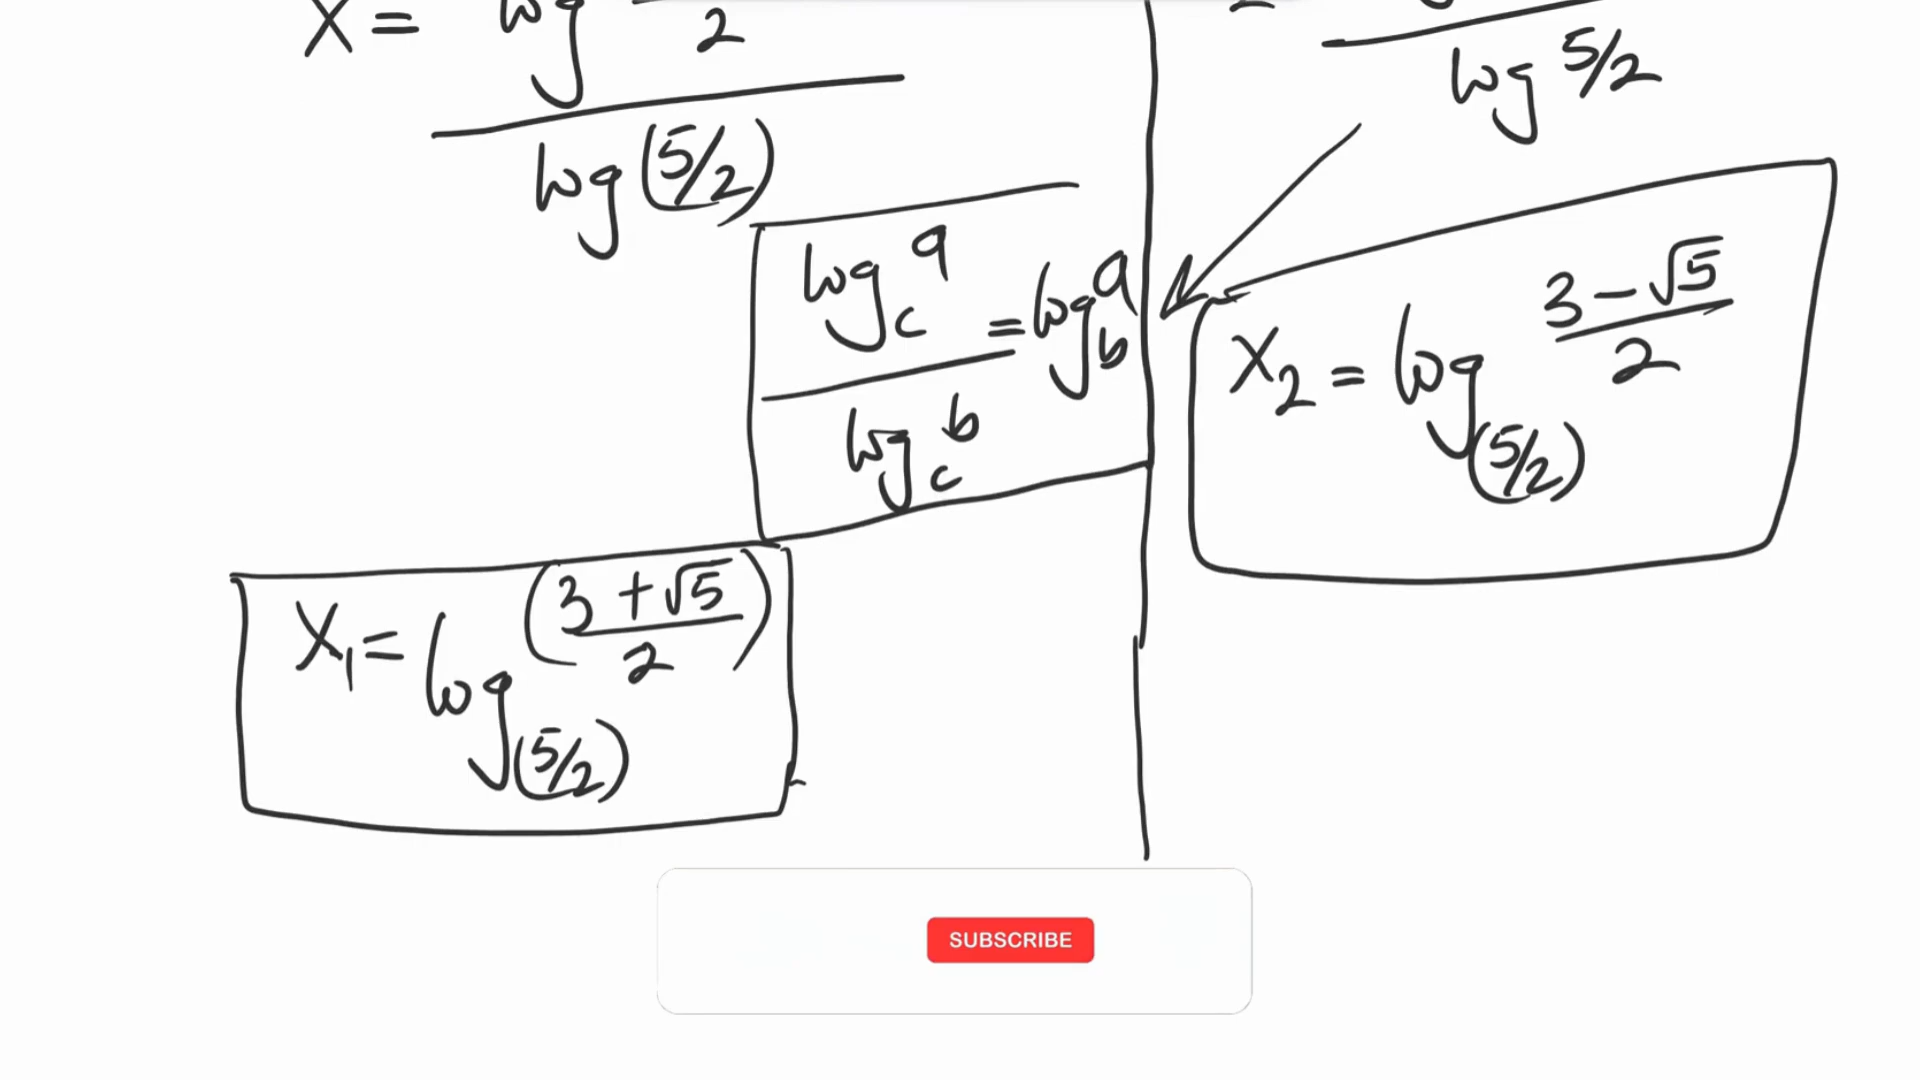 x = log /2
log (5/2)
log_c^a / log_c^b = log_b^a
x₁ = log_(5/2)^((3+√5)/2)
=
log 5/2
x₂ = log_(5/2)^(3-√5)/2
SUBSCRIBE